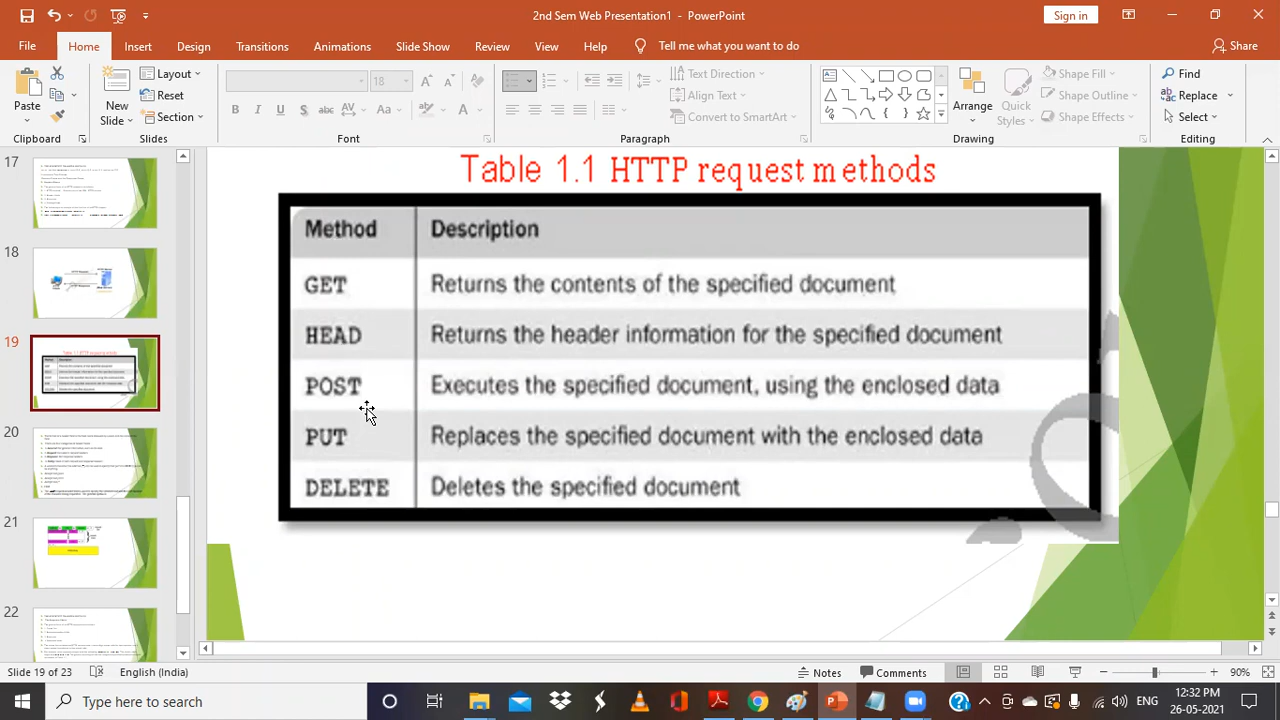 2nd Sem Web Presentation1 - PowerPoint
Sign in
File Home Insert Design Transitions Animations Slide Show Review View Help Tell me what you want to do Share
Paste
Clipboard
New Slide
Layout
Reset
Section
Slides
18
B I U S abc AV Aa A
Font
Text Direction
Align Text
Convert to SmartArt
Paragraph
Arrange
Quick Styles
Shape Fill
Shape Outline
Shape Effects
Drawing
Find
Replace
Select
Editing
17
18
19
20
21
22
Table 1.1 HTTP request methods
Method Description
GET Returns the contents of the specified document
HEAD Returns the header information for the specified document
POST Executes the specified document, using the enclosed data
PUT Replaces the specified document with the enclosed data
DELETE Deletes the specified document
Slide 19 of 23 English (India) Notes Comments 90%
Type here to search
ENG
12:32 PM
26-05-2021